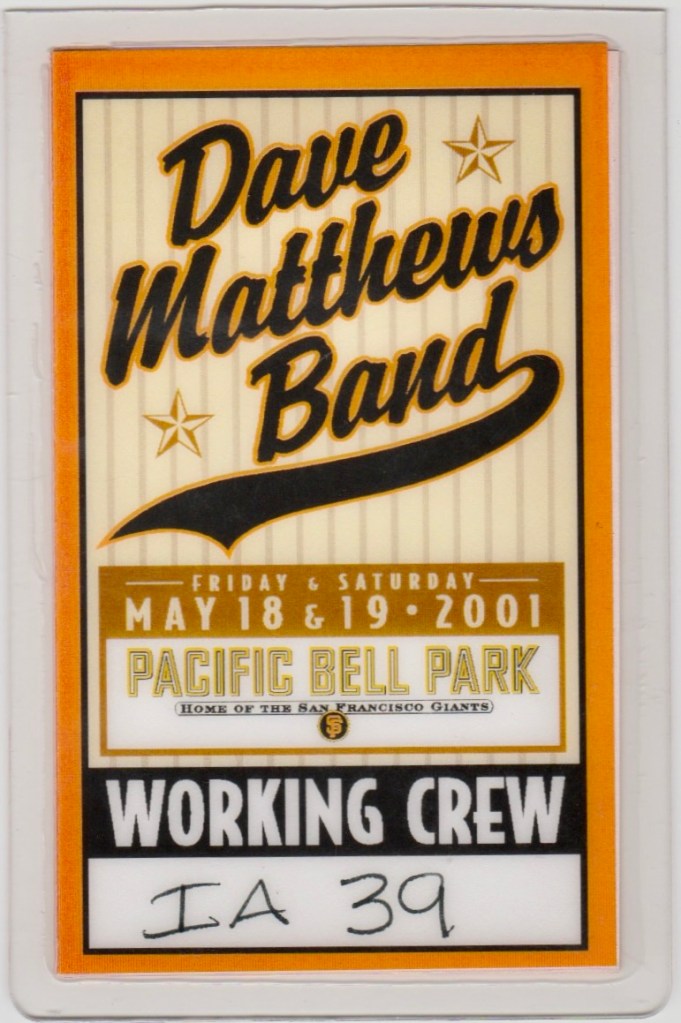 Dave
Matthews
Band
FRIDAY & SATURDAY
MAY 18 & 19 • 2001
PACIFIC BELL PARK
HOME OF THE SAN FRANCISCO GIANTS
SF
WORKING CREW
IA 39